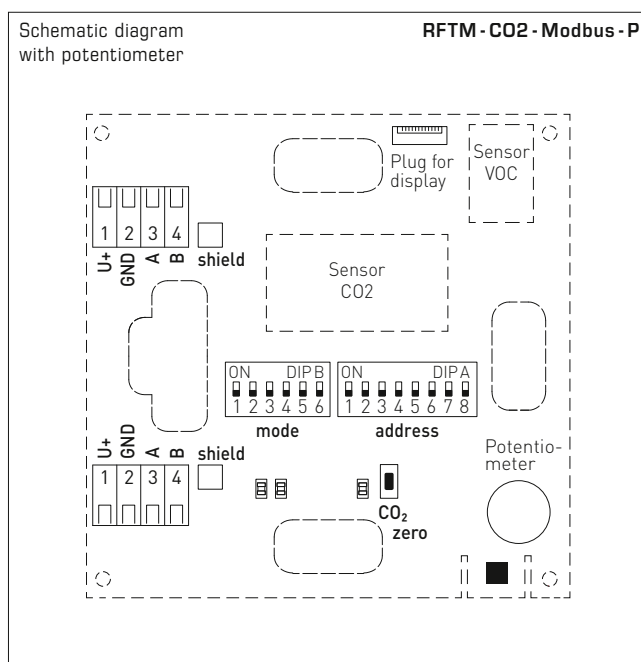 Schematic diagram
with potentiometer
RFTM - CO2 - Modbus - P
Plug for
display
Sensor
VOC
1 2 3 4
U+ GND A B shield
Sensor
CO2
ON DIP B
1 2 3 4 5 6
mode
ON DIP A
1 2 3 4 5 6 7 8
address
U+ GND A B shield
1 2 3 4
Potentio-
meter
CO₂
zero